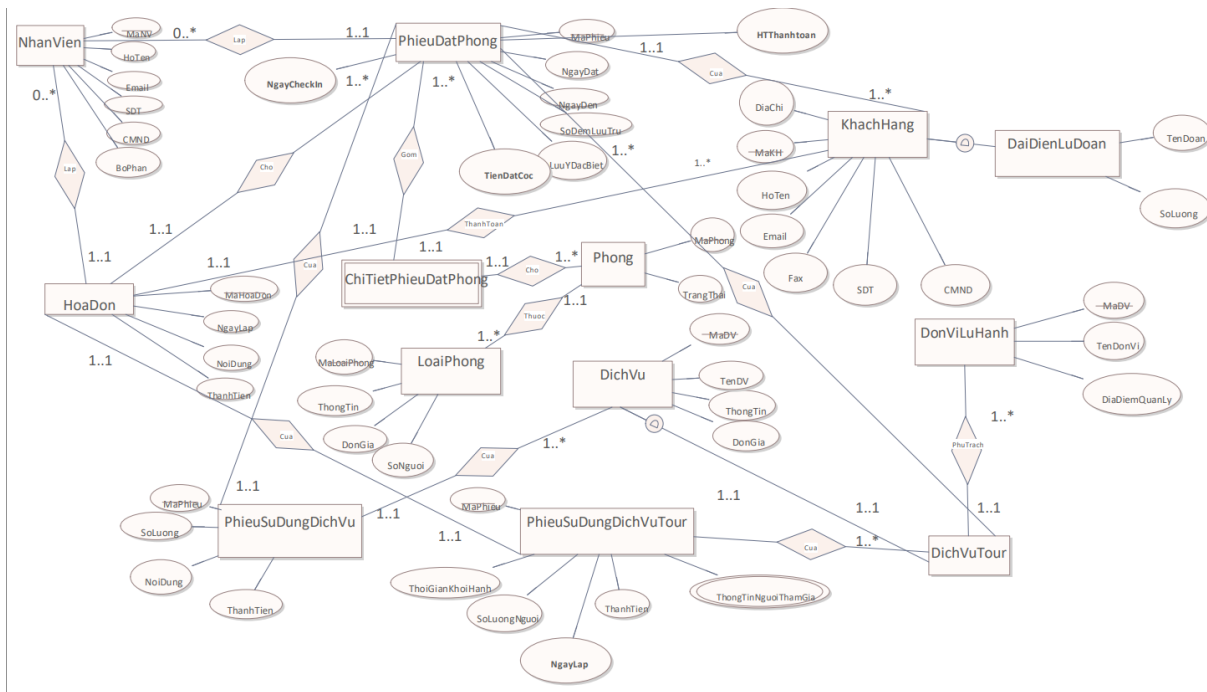 NhanVien
MaNV
HoTen
Email
SDT
CMND
BoPhan
0..*
Lap
1..1
PhieuDatPhong
MaPhieu
HTThanhtoan
NgayCheckIn
NgayDat
NgayDen
SoDemLuuTru
LuuYDacBiet
TienDatCoc
1..1
Cua
1..*
1..*
1..*
1..*
0..*
Lap
Cho
Gom
KhachHang
DiaChi
MaKH
HoTen
Email
Fax
SDT
CMND
DaiDienLuDoan
TenDoan
SoLuong
1..*
ThanhToan
1..1
1..1
1..1
1..1
Cua
ChiTietPhieuDatPhong
1..1
Cho
1..*
Phong
MaPhong
TrangThai
Cua
HoaDon
MaHoaDon
NgayLap
NoiDung
ThanhTien
1..1
Thuoc
1..1
1..*
LoaiPhong
MaLoaiPhong
ThongTin
DonGia
SoNguoi
DichVu
MaDV
TenDV
ThongTin
DonGia
DonViLuHanh
MaDV
TenDonVi
DiaDiemQuanLy
1..*
PhuTrach
Cua
Cua
1..*
1..1
PhieuSuDungDichVu
MaPhieu
SoLuong
NoiDung
ThanhTien
1..1
1..1
PhieuSuDungDichVuTour
MaPhieu
ThoiGianKhoiHanh
SoLuongNguoi
NgayLap
ThanhTien
ThongTinNguoiThamGia
1..1
Cua
1..*
1..1
1..1
DichVuTour